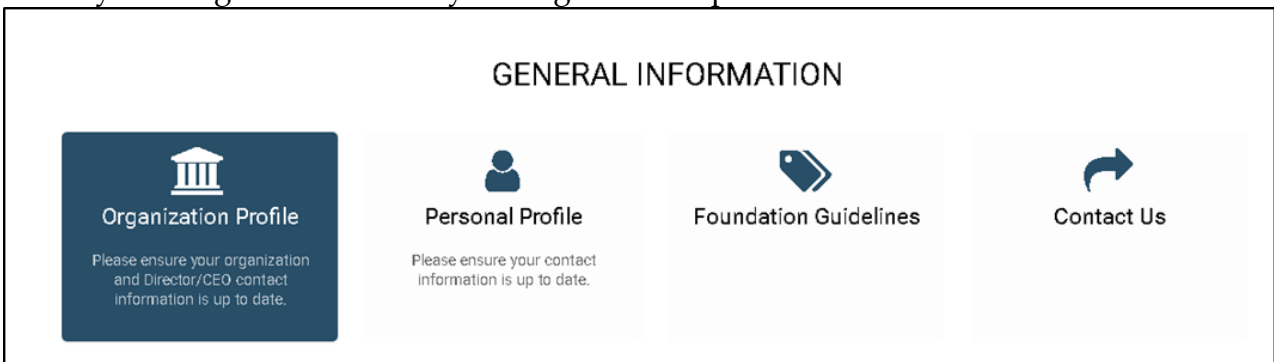 GENERAL INFORMATION
Organization Profile
Please ensure your organization
and Director/CEO contact
information is up to date.
Personal Profile
Please ensure your contact
information is up to date.
Foundation Guidelines
Contact Us